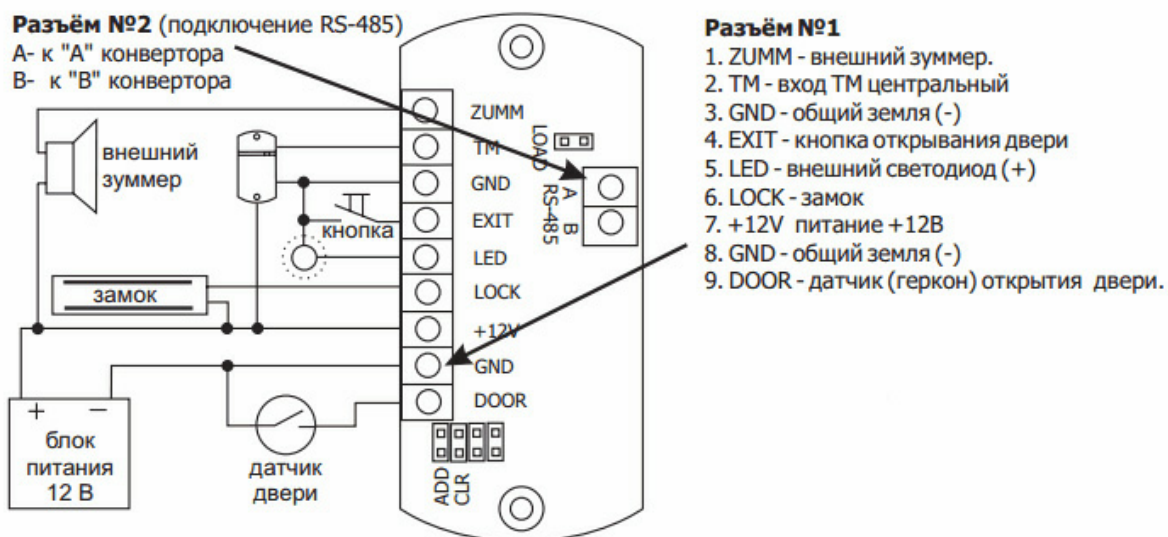 Разъём №2 (подключение RS-485)
А- к "А" конвертора
В- к "В" конвертора
внешний
зуммер
кнопка
замок
+ –
блок
питания
12 В
датчик
двери
ZUMM
TM
GND
EXIT
LED
LOCK
+12V
GND
DOOR
LOAD
A
B
RS-485
ADD
CLR
Разъём №1
1. ZUMM - внешний зуммер.
2. ТМ - вход ТМ центральный
3. GND - общий земля (-)
4. EXIT - кнопка открывания двери
5. LED - внешний светодиод (+)
6. LOCK - замок
7. +12V питание +12В
8. GND - общий земля (-)
9. DOOR - датчик (геркон) открытия двери.